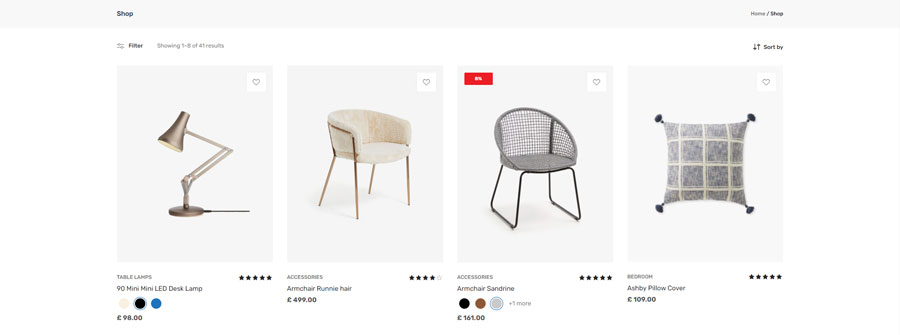 Shop
Home / Shop
Filter
Showing 1–8 of 41 results
Sort by
TABLE LAMPS
90 Mini Mini LED Desk Lamp
£ 98.00
ACCESSORIES
Armchair Runnie hair
£ 499.00
ACCESSORIES
Armchair Sandrine
+1 more
£ 161.00
BEDROOM
Ashby Pillow Cover
£ 109.00